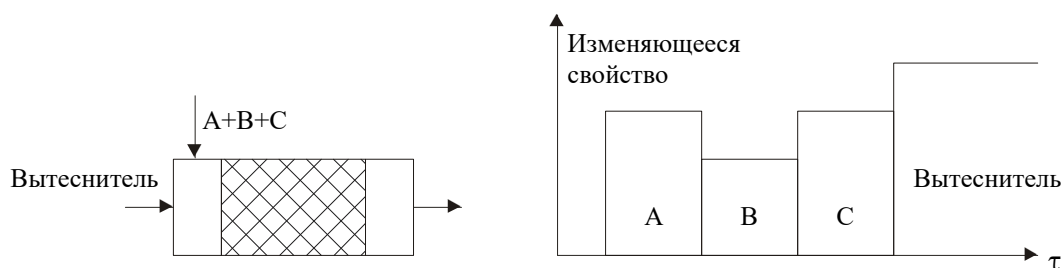 A+B+C
Вытеснитель
Изменяющееся
свойство
A
B
C
Вытеснитель
τ